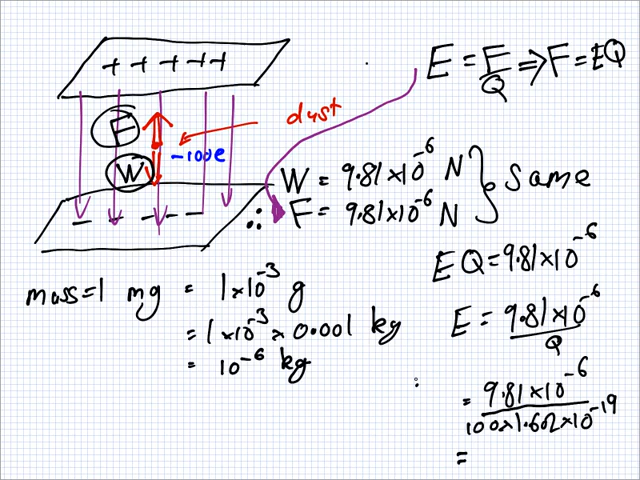 + + + + +
E = F/Q => F = EQ
F
dust
-100e
W
W = 9.81×10^-6 N } same
∴ F = 9.81×10^-6 N
- - - - -
EQ = 9.81×10^-6
mass = 1 mg = 1×10^-3 g
= 1×10^-3 × 0.001 kg
= 10^-6 kg
E = 9.81×10^-6 / Q
= 9.81×10^-6 / 100×1.602×10^-19
=